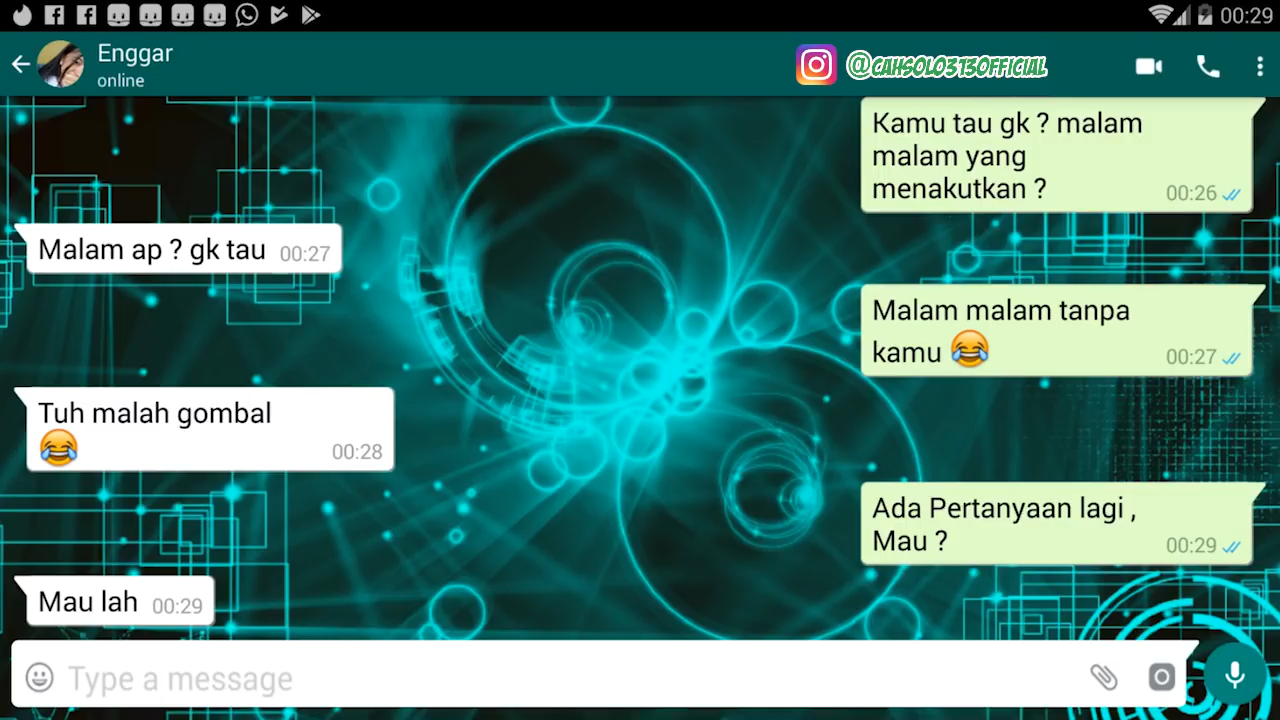 00:29
Enggar
online
@CAHSOLO313OFFICIAL
Kamu tau gk ? malam
malam yang
menakutkan ?
00:26
Malam ap ? gk tau 00:27
Malam malam tanpa
kamu 😂
00:27
Tuh malah gombal
😂
00:28
Ada Pertanyaan lagi ,
Mau ?
00:29
Mau lah 00:29
Type a message